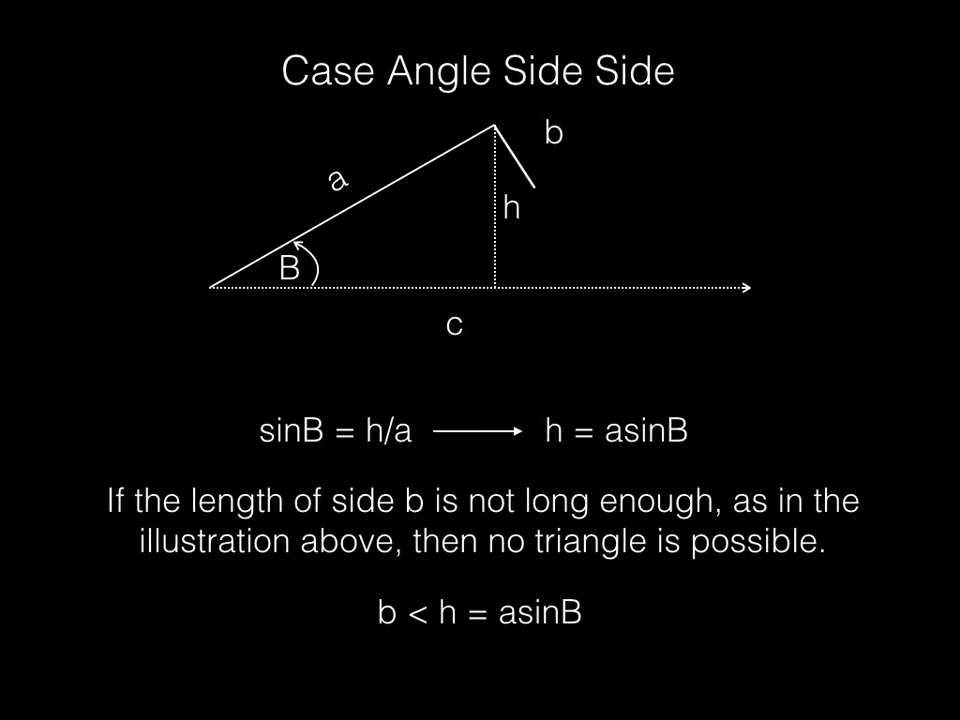 Case Angle Side Side
b
a
h
B
c
sinB = h/a
h = asinB
If the length of side b is not long enough, as in the
illustration above, then no triangle is possible.
b < h = asinB